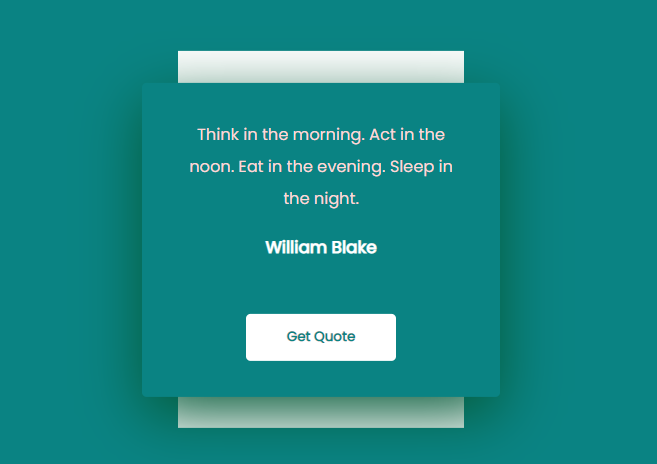 Think in the morning. Act in the
noon. Eat in the evening. Sleep in
the night.
William Blake
Get Quote